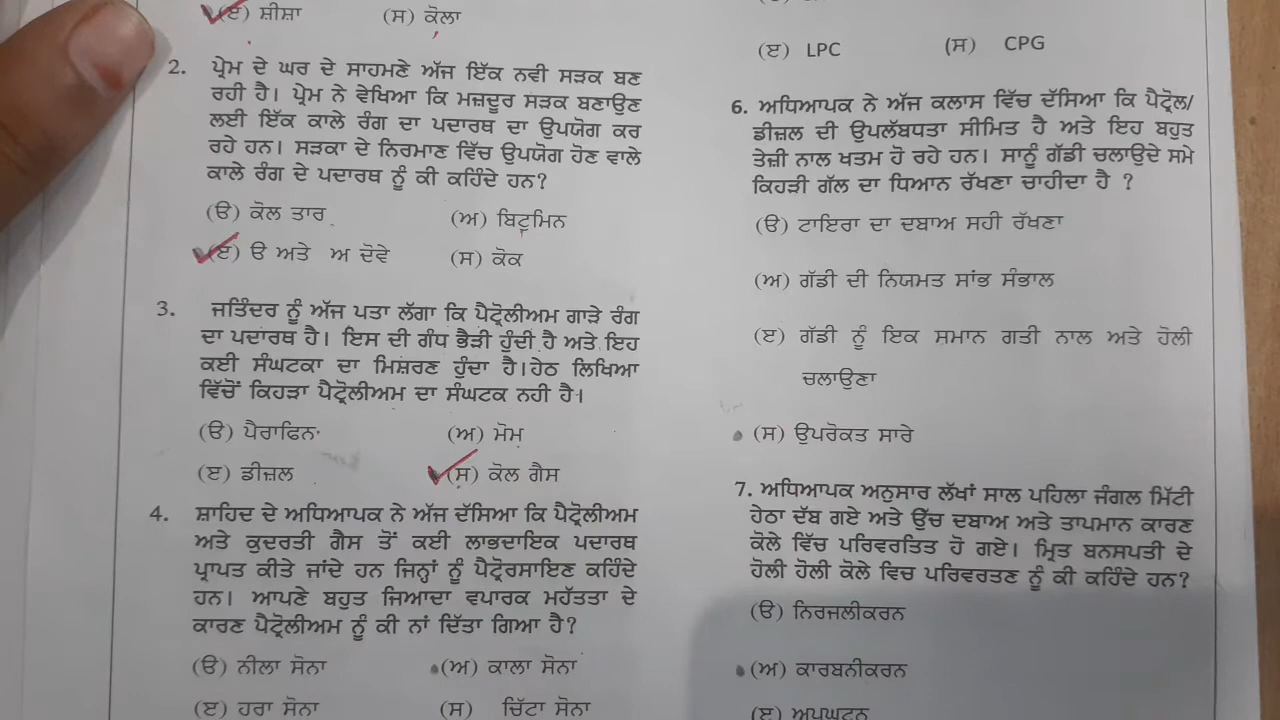 (ੲ) ਸ਼ੀਸ਼ਾ (ਸ) ਕੋਲਾ
2. ਪ੍ਰੇਮ ਦੇ ਘਰ ਦੇ ਸਾਹਮਣੇ ਅੱਜ ਇੱਕ ਨਵੀ ਸੜਕ ਬਣ
ਰਹੀ ਹੈ। ਪ੍ਰੇਮ ਨੇ ਵੇਖਿਆ ਕਿ ਮਜ਼ਦੂਰ ਸੜਕ ਬਣਾਉਣ
ਲਈ ਇੱਕ ਕਾਲੇ ਰੰਗ ਦਾ ਪਦਾਰਥ ਦਾ ਉਪਯੋਗ ਕਰ
ਰਹੇ ਹਨ। ਸੜਕਾ ਦੇ ਨਿਰਮਾਣ ਵਿੱਚ ਉਪਯੋਗ ਹੋਣ ਵਾਲੇ
ਕਾਲੇ ਰੰਗ ਦੇ ਪਦਾਰਥ ਨੂੰ ਕੀ ਕਹਿੰਦੇ ਹਨ?
(ੳ) ਕੋਲ ਤਾਰ (ਅ) ਬਿਟੂਮਿਨ
(ੲ) ੳ ਅਤੇ ਅ ਦੋਵੇ (ਸ) ਕੋਕ
3. ਜਤਿੰਦਰ ਨੂੰ ਅੱਜ ਪਤਾ ਲੱਗਾ ਕਿ ਪੈਟ੍ਰੋਲੀਅਮ ਗਾੜੇ ਰੰਗ
ਦਾ ਪਦਾਰਥ ਹੈ। ਇਸ ਦੀ ਗੰਧ ਭੈੜੀ ਹੁੰਦੀ ਹੈ ਅਤੇ ਇਹ
ਕਈ ਸੰਘਟਕਾ ਦਾ ਮਿਸ਼ਰਣ ਹੁੰਦਾ ਹੈ।ਹੇਠ ਲਿਖਿਆ
ਵਿੱਚੋਂ ਕਿਹੜਾ ਪੈਟ੍ਰੋਲੀਅਮ ਦਾ ਸੰਘਟਕ ਨਹੀ ਹੈ।
(ੳ) ਪੈਰਾਫਿਨ (ਅ) ਮੋਮ
(ੲ) ਡੀਜ਼ਲ (ਸ) ਕੋਲ ਗੈਸ
4. ਸ਼ਾਹਿਦ ਦੇ ਅਧਿਆਪਕ ਨੇ ਅੱਜ ਦੱਸਿਆ ਕਿ ਪੈਟ੍ਰੋਲੀਅਮ
ਅਤੇ ਕੁਦਰਤੀ ਗੈਸ ਤੋਂ ਕਈ ਲਾਭਦਾਇਕ ਪਦਾਰਥ
ਪ੍ਰਾਪਤ ਕੀਤੇ ਜਾਂਦੇ ਹਨ ਜਿਨ੍ਹਾਂ ਨੂੰ ਪੈਟ੍ਰੋਰਸਾਇਣ ਕਹਿੰਦੇ
ਹਨ। ਆਪਣੇ ਬਹੁਤ ਜਿਆਦਾ ਵਪਾਰਕ ਮਹੱਤਤਾ ਦੇ
ਕਾਰਣ ਪੈਟ੍ਰੋਲੀਅਮ ਨੂੰ ਕੀ ਨਾਂ ਦਿੱਤਾ ਗਿਆ ਹੈ?
(ੳ) ਨੀਲਾ ਸੋਨਾ (ਅ) ਕਾਲਾ ਸੋਨਾ
(ੲ) ਹਰਾ ਸੋਨਾ (ਸ) ਚਿੱਟਾ ਸੋਨਾ
(ੲ) LPC (ਸ) CPG
6. ਅਧਿਆਪਕ ਨੇ ਅੱਜ ਕਲਾਸ ਵਿੱਚ ਦੱਸਿਆ ਕਿ ਪੈਟ੍ਰੋਲ/
ਡੀਜ਼ਲ ਦੀ ਉਪਲੱਬਧਤਾ ਸੀਮਿਤ ਹੈ ਅਤੇ ਇਹ ਬਹੁਤ
ਤੇਜ਼ੀ ਨਾਲ ਖਤਮ ਹੋ ਰਹੇ ਹਨ। ਸਾਨੂੰ ਗੱਡੀ ਚਲਾਉਦੇ ਸਮੇ
ਕਿਹੜੀ ਗੱਲ ਦਾ ਧਿਆਨ ਰੱਖਣਾ ਚਾਹੀਦਾ ਹੈ ?
(ੳ) ਟਾਇਰਾ ਦਾ ਦਬਾਅ ਸਹੀ ਰੱਖਣਾ
(ਅ) ਗੱਡੀ ਦੀ ਨਿਯਮਤ ਸਾਂਭ ਸੰਭਾਲ
(ੲ) ਗੱਡੀ ਨੂੰ ਇਕ ਸਮਾਨ ਗਤੀ ਨਾਲ ਅਤੇ ਹੋਲੀ
ਚਲਾਉਣਾ
(ਸ) ਉਪਰੋਕਤ ਸਾਰੇ
7. ਅਧਿਆਪਕ ਅਨੁਸਾਰ ਲੱਖਾਂ ਸਾਲ ਪਹਿਲਾ ਜੰਗਲ ਮਿੱਟੀ
ਹੇਠਾ ਦੱਬ ਗਏ ਅਤੇ ਉੱਚ ਦਬਾਅ ਅਤੇ ਤਾਪਮਾਨ ਕਾਰਣ
ਕੋਲੇ ਵਿੱਚ ਪਰਿਵਰਤਿਤ ਹੋ ਗਏ। ਮ੍ਰਿਤ ਬਨਸਪਤੀ ਦੇ
ਹੋਲੀ ਹੋਲੀ ਕੋਲੇ ਵਿਚ ਪਰਿਵਰਤਣ ਨੂੰ ਕੀ ਕਹਿੰਦੇ ਹਨ?
(ੳ) ਨਿਰਜਲੀਕਰਨ
(ਅ) ਕਾਰਬਨੀਕਰਨ
(ੲ) ਅਪਘਟਨ